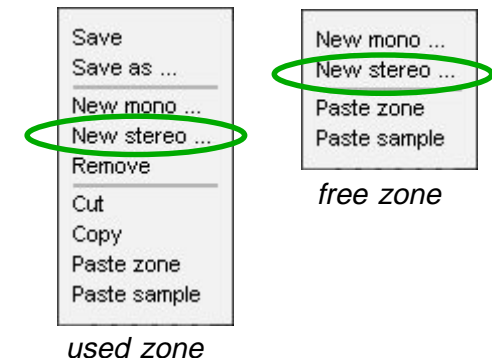 Save
Save as ...
New mono ...
New stereo ...
Remove
Cut
Copy
Paste zone
Paste sample
used zone
New mono ...
New stereo ...
Paste zone
Paste sample
free zone